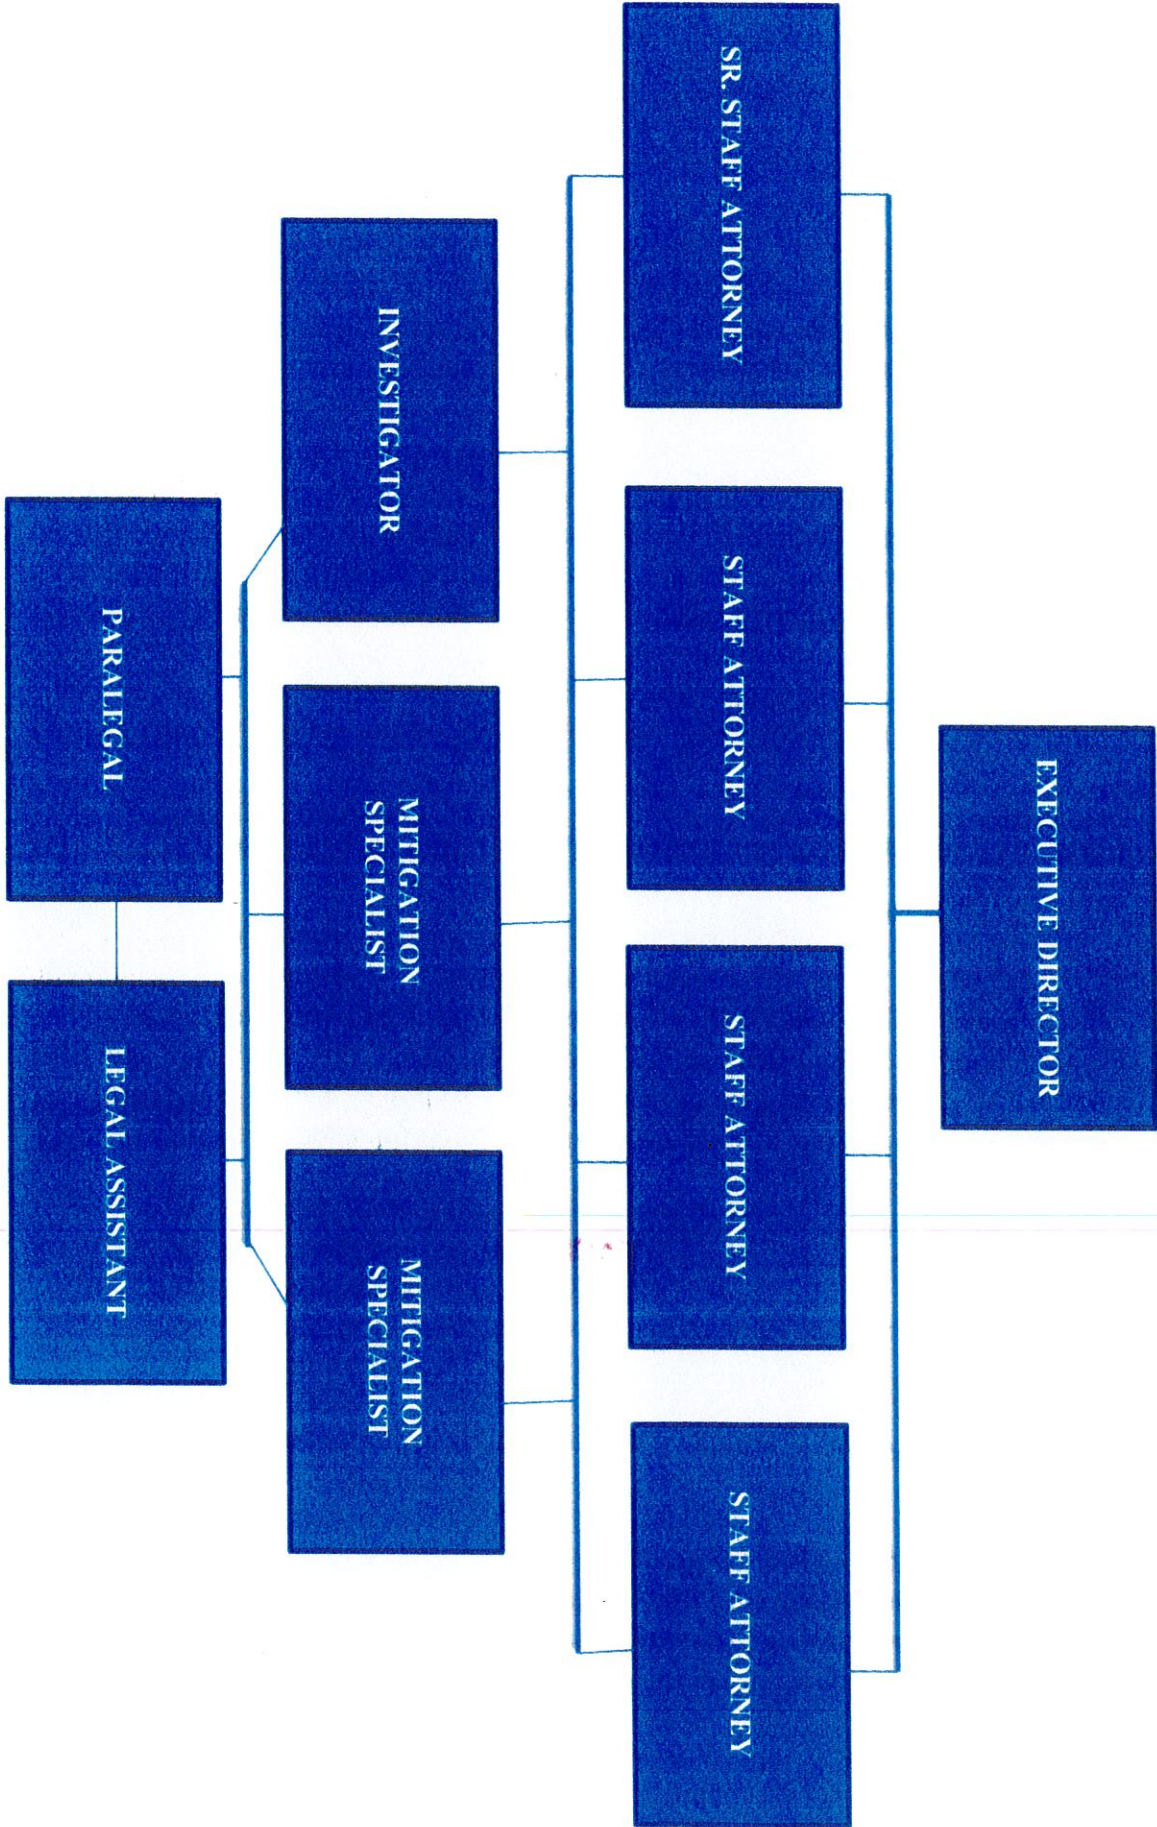 EXECUTIVE DIRECTOR
SR. STAFF ATTORNEY
STAFF ATTORNEY
STAFF ATTORNEY
STAFF ATTORNEY
INVESTIGATOR
MITIGATION
SPECIALIST
MITIGATION
SPECIALIST
PARALEGAL
LEGAL ASSISTANT